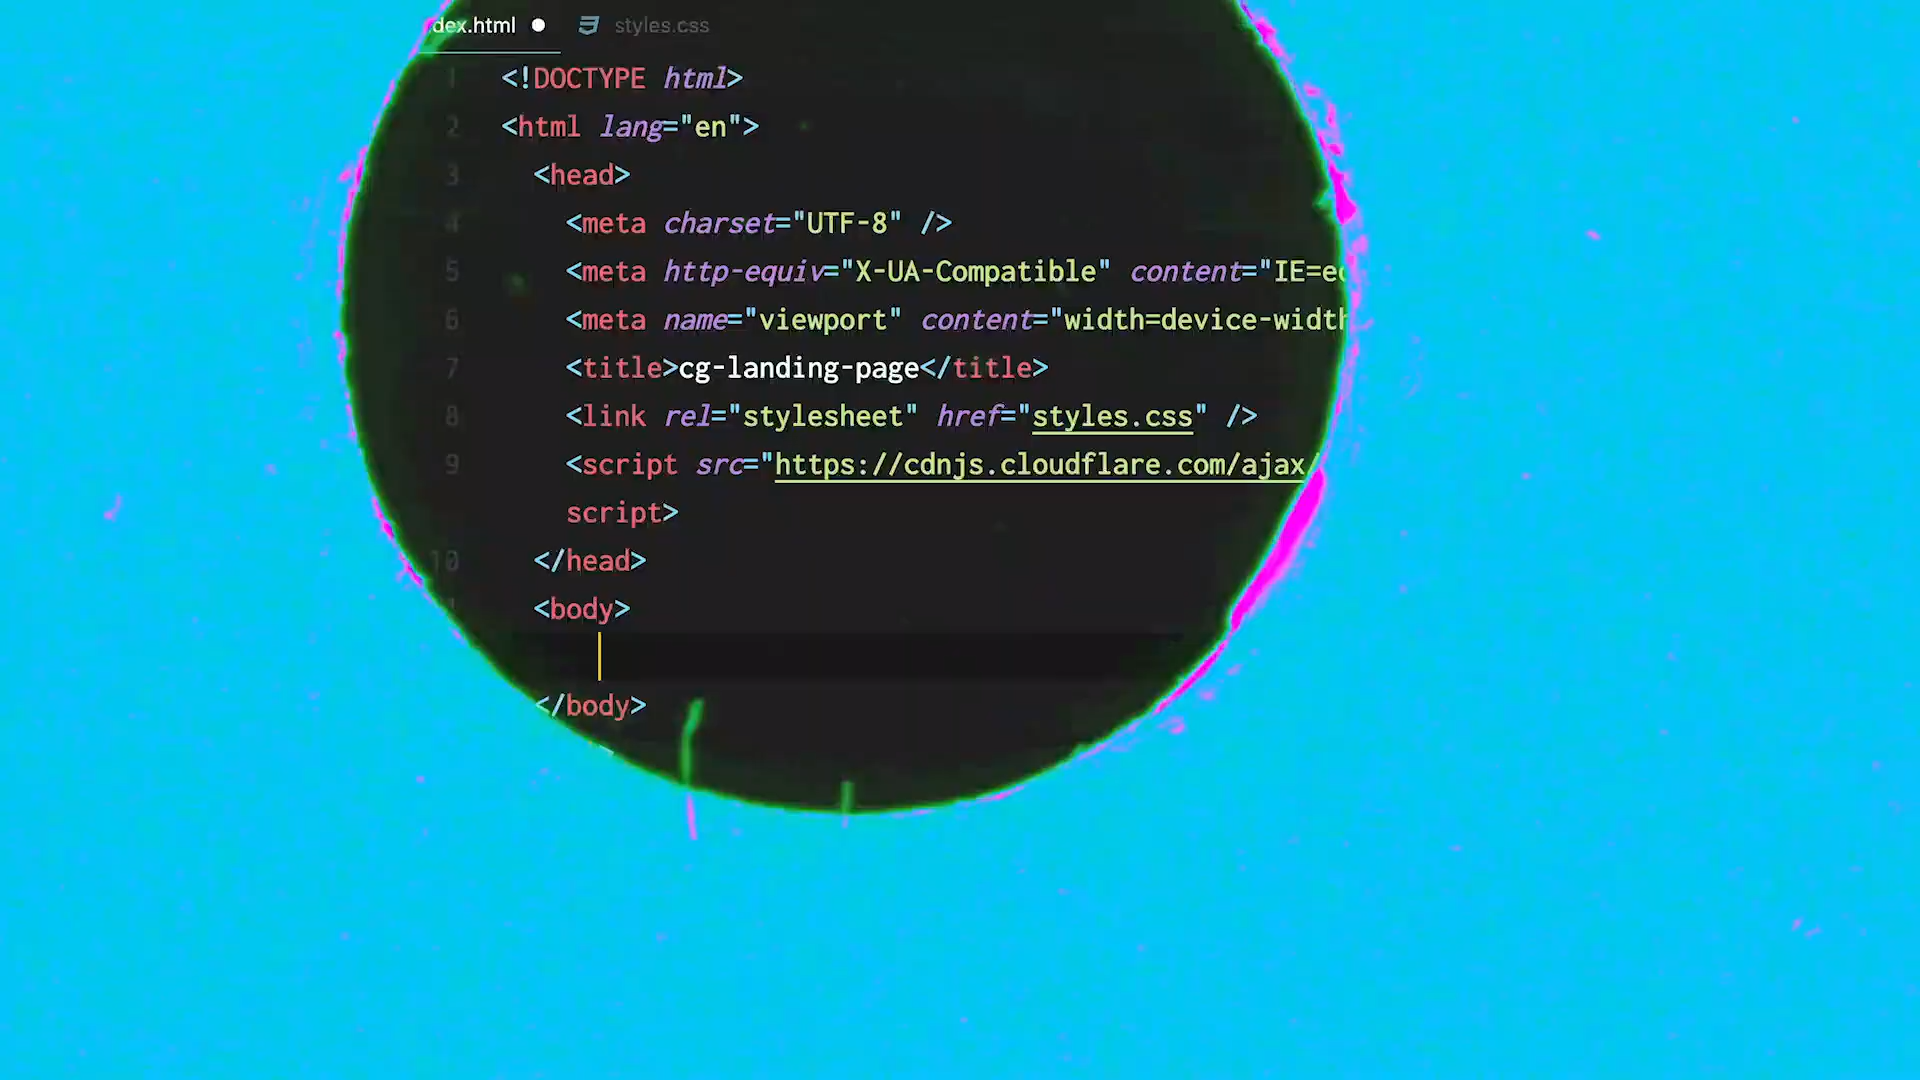 dex.html styles.css
1 <!DOCTYPE html>
2 <html lang="en">
3 <head>
4 <meta charset="UTF-8" />
5 <meta http-equiv="X-UA-Compatible" content="IE=e
6 <meta name="viewport" content="width=device-width
7 <title>cg-landing-page</title>
8 <link rel="stylesheet" href="styles.css" />
9 <script src="https://cdnjs.cloudflare.com/ajax/
script>
10 </head>
<body>
</body>